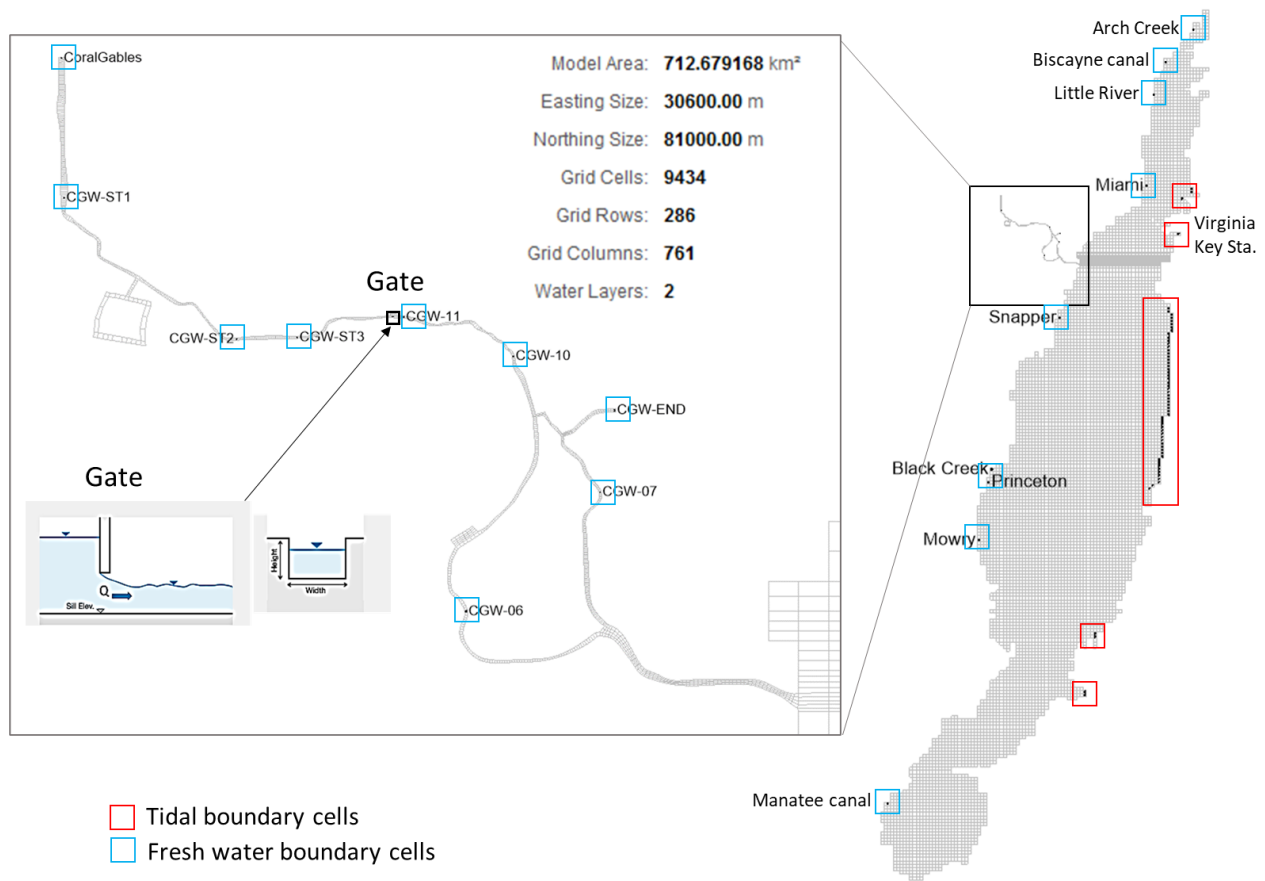 CoralGables
CGW-ST1
Model Area: 712.679168 km²
Easting Size: 30600.00 m
Northing Size: 81000.00 m
Grid Cells: 9434
Grid Rows: 286
Grid Columns: 761
Water Layers: 2
Gate
CGW-ST2
CGW-ST3
CGW-11
CGW-10
CGW-END
CGW-07
CGW-06
Gate
Q
Sil Elev.
Height
Width
Arch Creek
Biscayne canal
Little River
Miami
Virginia
Key Sta.
Snapper
Black Creek
Princeton
Mowry
Manatee canal
Tidal boundary cells
Fresh water boundary cells